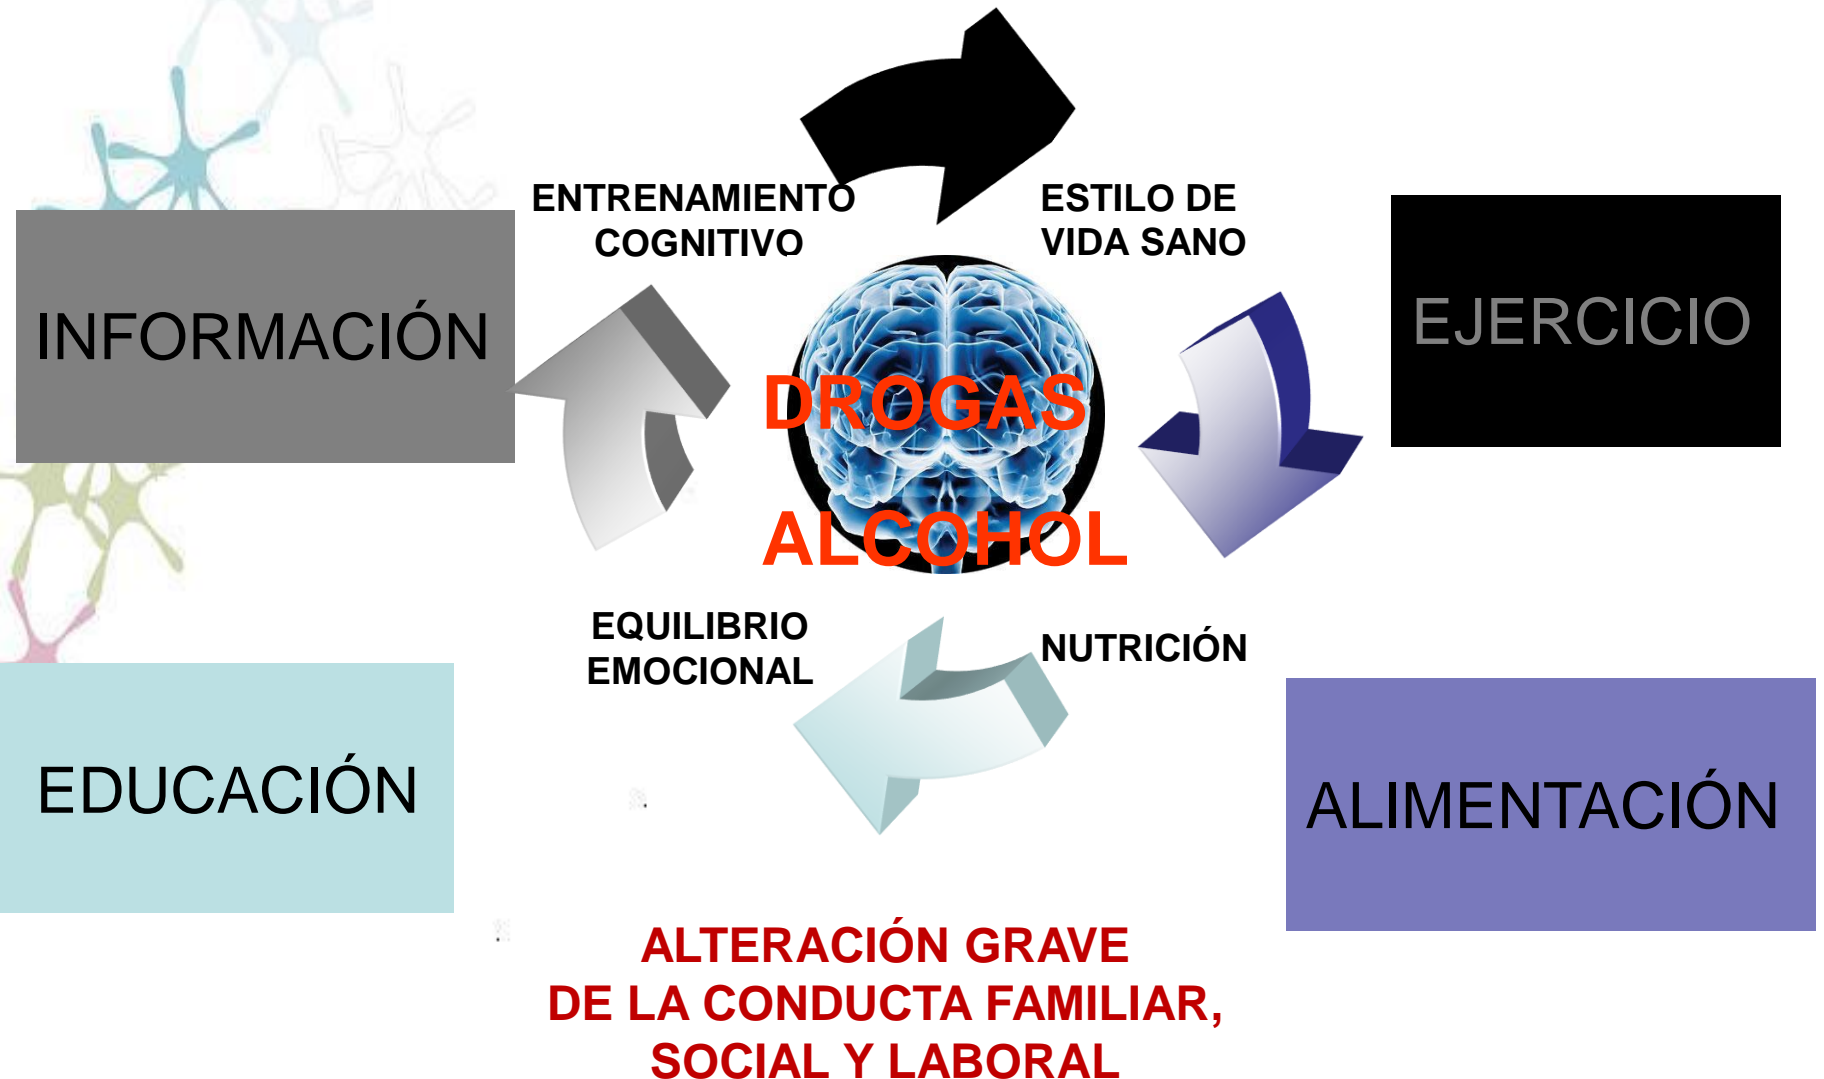 ENTRENAMIENTO
COGNITIVO
ESTILO DE
VIDA SANO
INFORMACIÓN
EJERCICIO
DROGAS
ALCOHOL
EQUILIBRIO
EMOCIONAL
NUTRICIÓN
EDUCACIÓN
ALIMENTACIÓN
ALTERACIÓN GRAVE
DE LA CONDUCTA FAMILIAR,
SOCIAL Y LABORAL